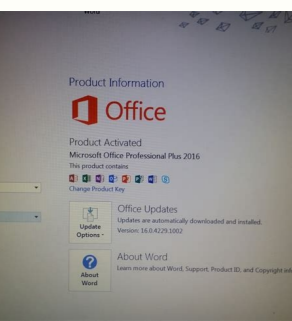 Word
Product Information
Office
Product Activated
Microsoft Office Professional Plus 2016
This product contains
Change Product Key
Office Updates
Updates are automatically downloaded and installed.
Update
Options
Version: 16.0.4229.1002
About Word
Learn more about Word, Support, Product ID, and Copyright info
About
Word